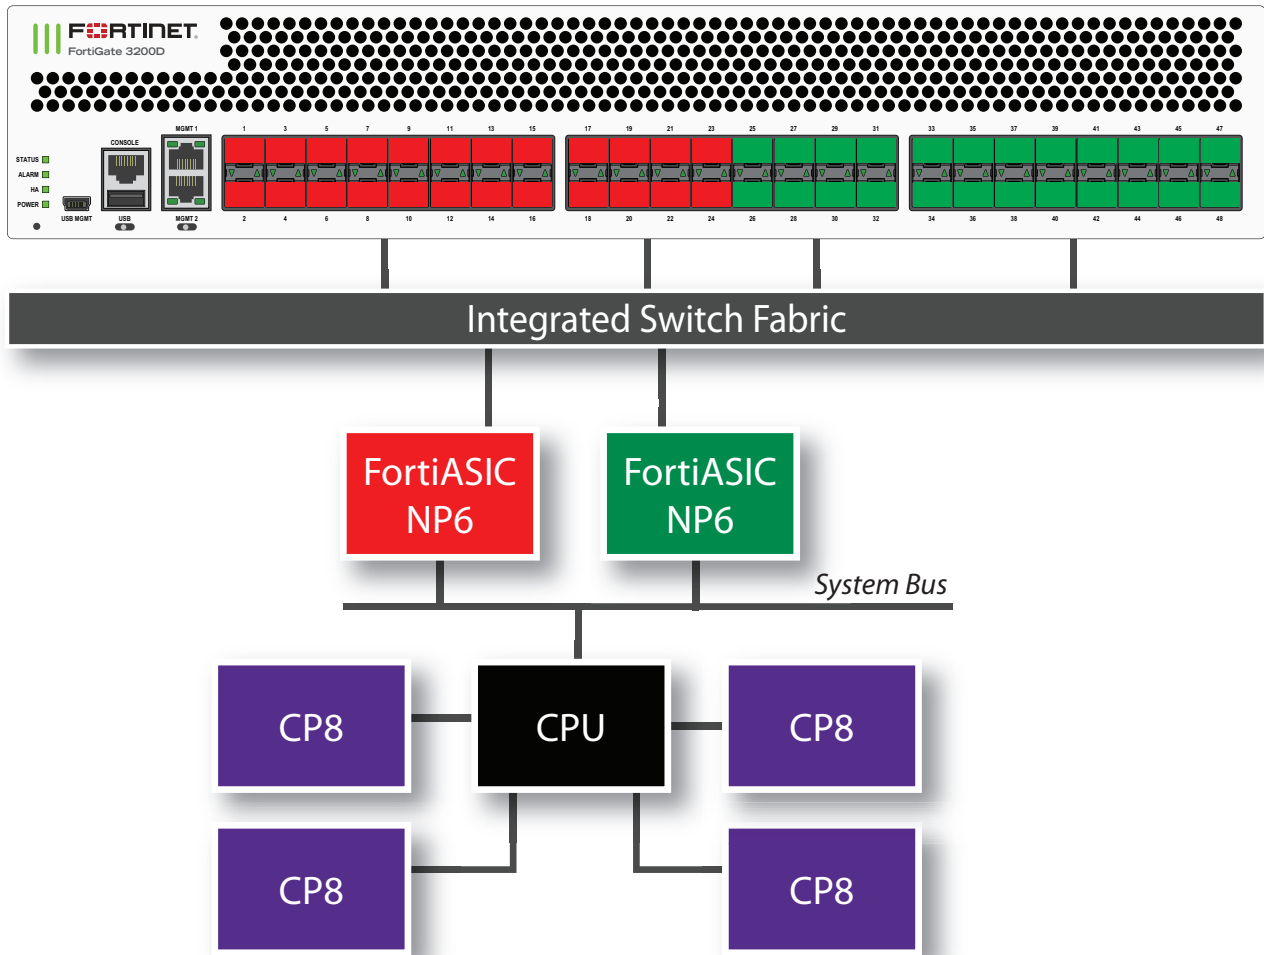 FORTINET
FortiGate 3200D
MGMT 1
1 3 5 7 9 11 13 15 17 19 21 23 25 27 29 31 33 35 37 39 41 43 45 47
CONSOLE
STATUS
ALARM
HA
POWER
USB MGMT
USB
MGMT 2
2 4 6 8 10 12 14 16 18 20 22 24 26 28 30 32 34 36 38 40 42 44 46 48
Integrated Switch Fabric
FortiASIC
NP6
FortiASIC
NP6
System Bus
CP8
CPU
CP8
CP8
CP8